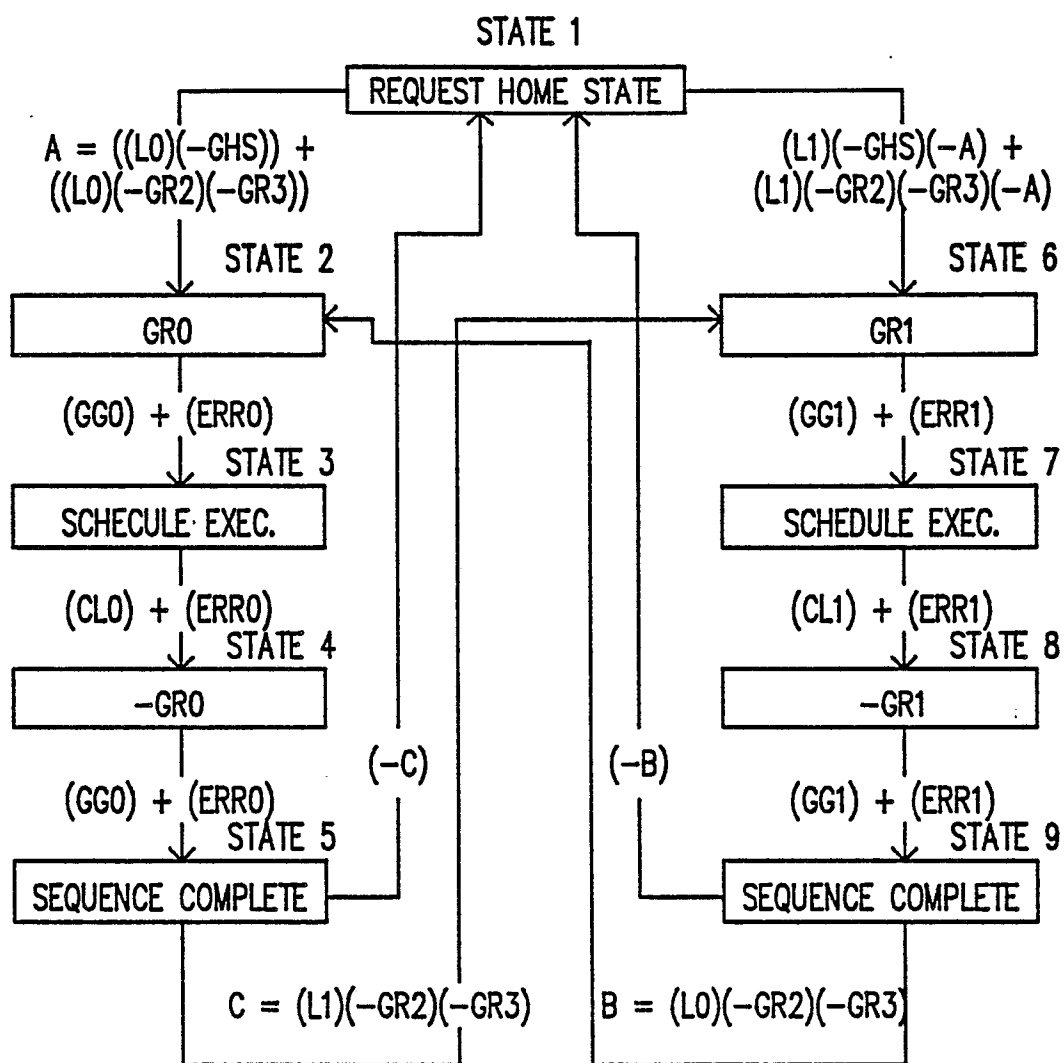 STATE 1
REQUEST HOME STATE
A = ((L0)(-GHS)) +
((L0)(-GR2)(-GR3))
(L1)(-GHS)(-A) +
(L1)(-GR2)(-GR3)(-A)
STATE 2
STATE 6
GR0
GR1
(GG0) + (ERR0)
(GG1) + (ERR1)
STATE 3
STATE 7
SCHECULE EXEC.
SCHEDULE EXEC.
(CL0) + (ERR0)
(CL1) + (ERR1)
STATE 4
STATE 8
-GR0
-GR1
(-C)
(-B)
(GG0) + (ERR0)
(GG1) + (ERR1)
STATE 5
STATE 9
SEQUENCE COMPLETE
SEQUENCE COMPLETE
C = (L1)(-GR2)(-GR3)
B = (L0)(-GR2)(-GR3)